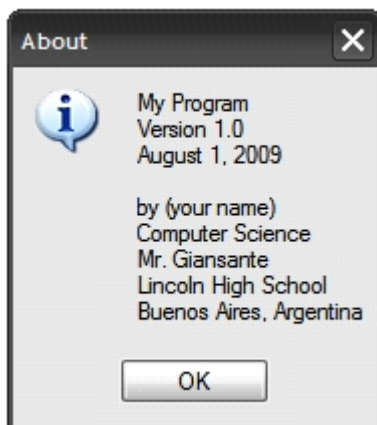 About
My Program
Version 1.0
August 1, 2009
by (your name)
Computer Science
Mr. Giansante
Lincoln High School
Buenos Aires, Argentina
OK